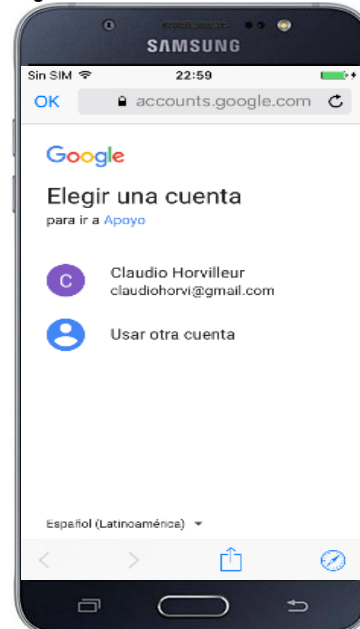 SAMSUNG
Sin SIM 22:59
OK accounts.google.com
Google
Elegir una cuenta
para ir a Apoyo
C Claudio Horvilleur
claudiohorvi@gmail.com
Usar otra cuenta
Español (Latinoamérica)